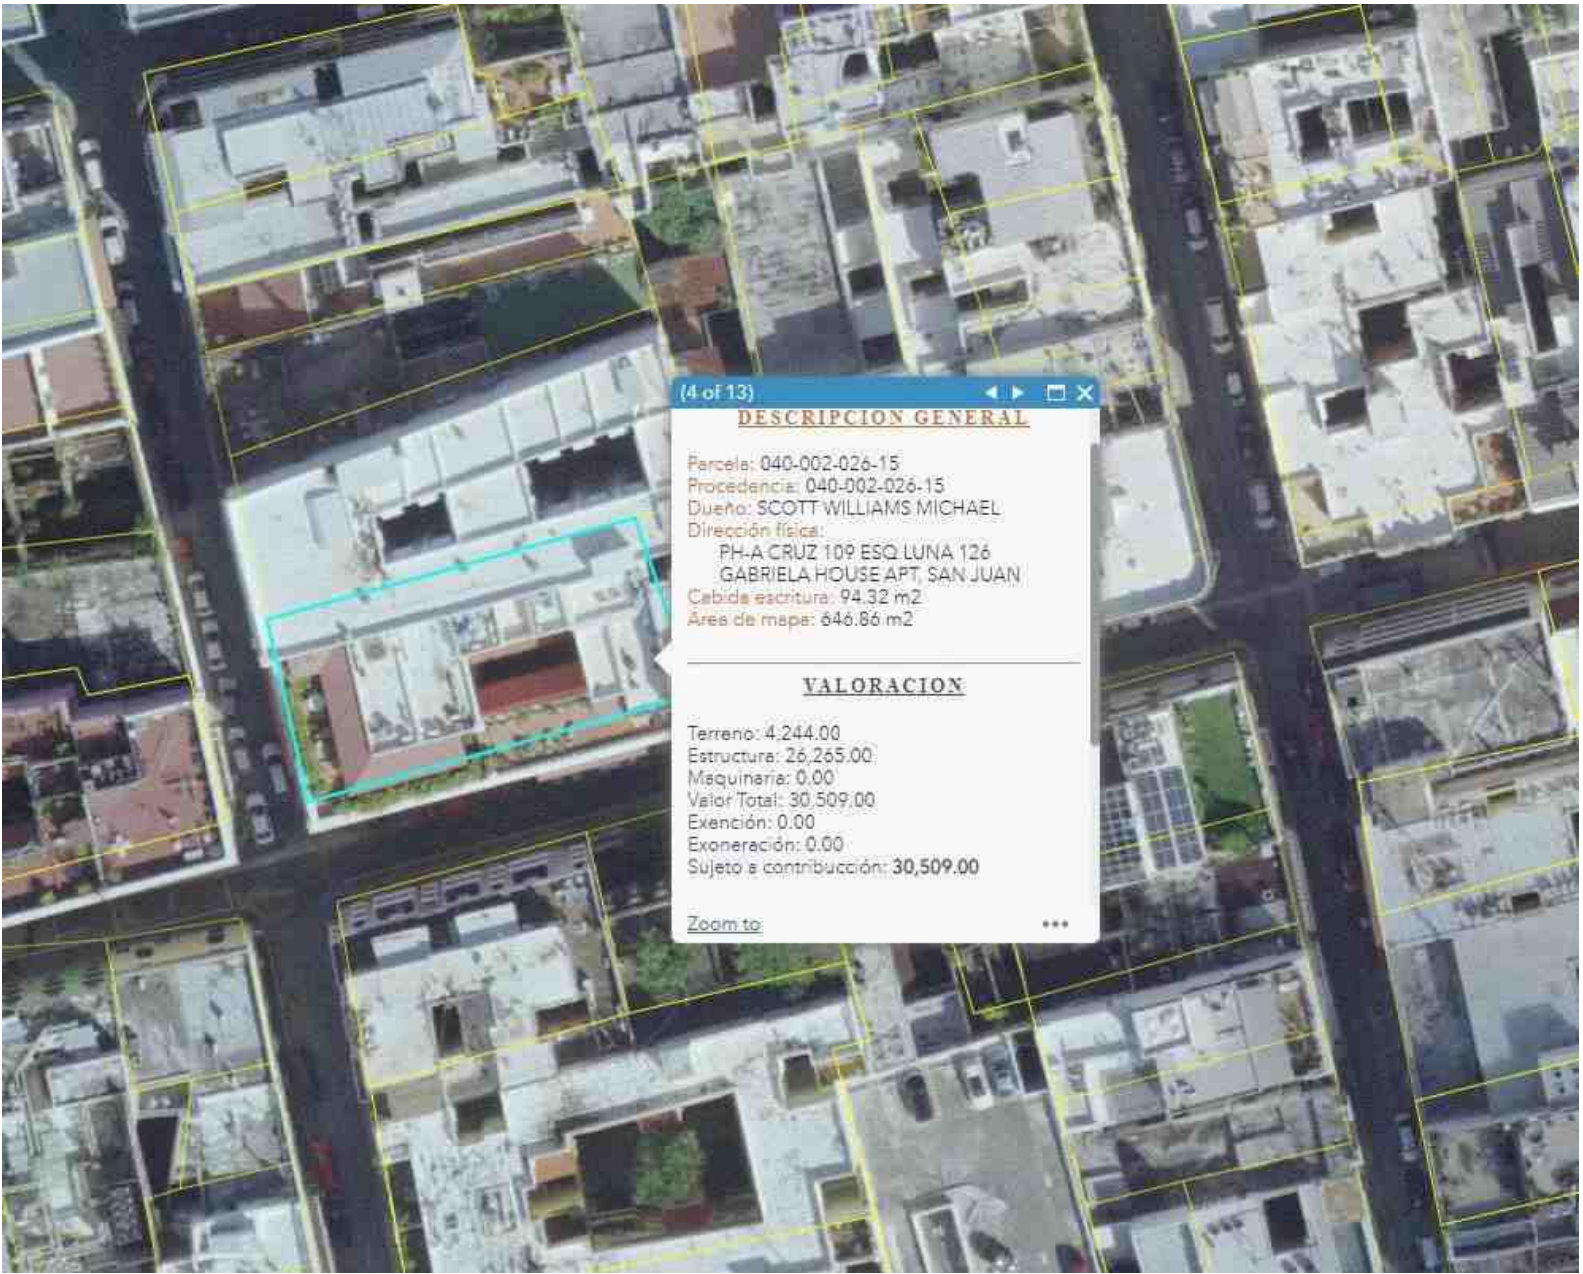 (4 of 13)
DESCRIPCION GENERAL
Parcela: 040-002-026-15
Procedencia: 040-002-026-15
Dueño: SCOTT WILLIAMS MICHAEL
Dirección física:
PH-A CRUZ 109 ESQ LUNA 126
GABRIELA HOUSE APT, SAN JUAN
Cabida escritura: 94.32 m2
Área de mapa: 646.86 m2
VALORACION
Terreno: 4,244.00
Estructura: 26,265.00
Maquinaria: 0.00
Valor Total: 30,509.00
Exención: 0.00
Exoneración: 0.00
Sujeto a contribucción: 30,509.00
Zoom to